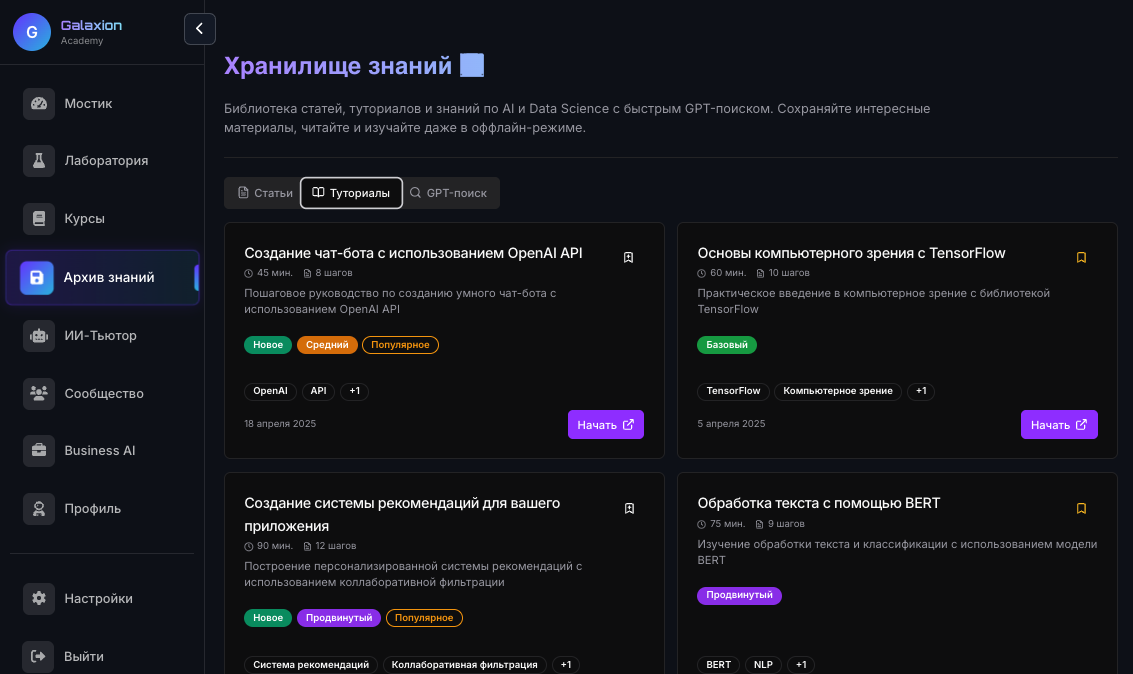 G
Galaxion
Academy
Мостик
Лаборатория
Курсы
Архив знаний
ИИ-Тьютор
Сообщество
Business AI
Профиль
Настройки
Выйти
Хранилище знаний
Библиотека статей, туториалов и знаний по AI и Data Science с быстрым GPT-поиском. Сохраняйте интересные
материалы, читайте и изучайте даже в оффлайн-режиме.
Статьи
Туториалы
GPT-поиск
Создание чат-бота с использованием OpenAI API
45 мин. 8 шагов
Пошаговое руководство по созданию умного чат-бота с
использованием OpenAI API
Новое Средний Популярное
OpenAI API +1
18 апреля 2025
Начать
Основы компьютерного зрения с TensorFlow
60 мин. 10 шагов
Практическое введение в компьютерное зрение с библиотекой
TensorFlow
Базовый
TensorFlow Компьютерное зрение +1
5 апреля 2025
Начать
Создание системы рекомендаций для вашего
приложения
90 мин. 12 шагов
Построение персонализированной системы рекомендаций с
использованием коллаборативной фильтрации
Новое Продвинутый Популярное
Система рекомендаций Коллаборативная фильтрация +1
Обработка текста с помощью BERT
75 мин. 9 шагов
Изучение обработки текста и классификации с использованием модели
BERT
Продвинутый
BERT NLP +1